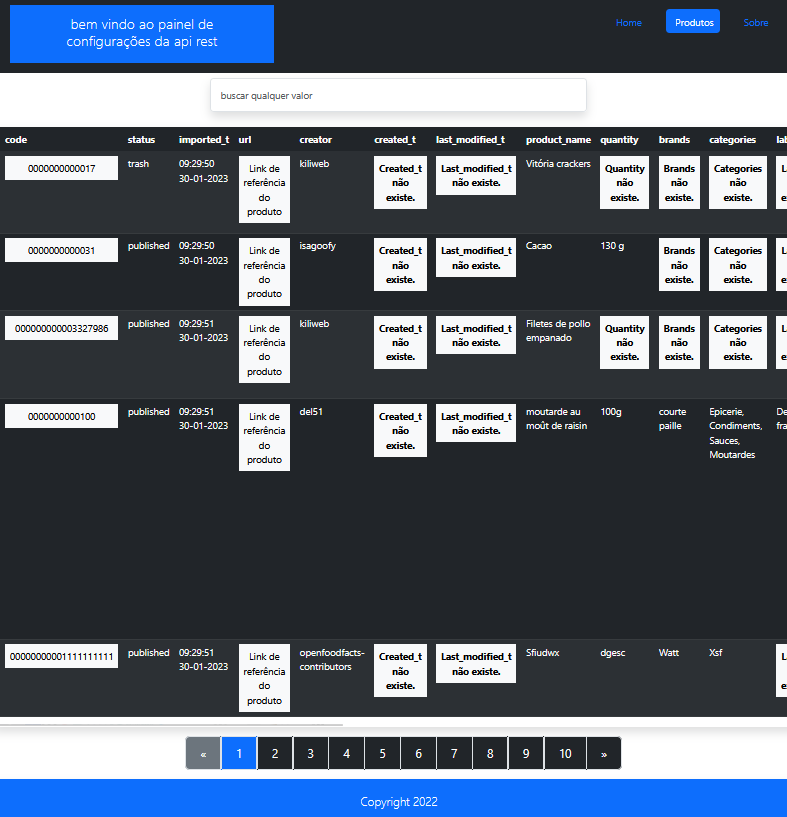 bem vindo ao painel de
configurações da api rest
Home Produtos Sobre
buscar qualquer valor
code status imported_t url creator created_t last_modified_t product_name quantity brands categories lab
0000000000017 trash 09:29:50 Link de kiliweb Created_t Last_modified_t Vitória crackers Quantity Brands Categories L
30-01-2023 referência não não existe. não não não
do existe. existe. existe. existe. e
produto
0000000000031 published 09:29:50 Link de isagoofy Created_t Last_modified_t Cacao 130 g Brands Categories L
30-01-2023 referência não não existe. não não
do existe. existe. existe. e
produto
000000000003327986 published 09:29:51 Link de kiliweb Created_t Last_modified_t Filetes de pollo Quantity Brands Categories L
30-01-2023 referência não não existe. empanado não não não
do existe. existe. existe. existe. e
produto
0000000000100 published 09:29:51 Link de del51 Created_t Last_modified_t moutarde au 100g courte Epicerie, De
30-01-2023 referência não não existe. moût de raisin paille Condiments, fra
do existe. Sauces,
produto Moutardes
00000000001111111111 published 09:29:51 Link de openfoodfacts- Created_t Last_modified_t Sfiudwx dgesc Watt Xsf L
30-01-2023 referência contributors não não existe.
do existe. e
produto
« 1 2 3 4 5 6 7 8 9 10 »
Copyright 2022